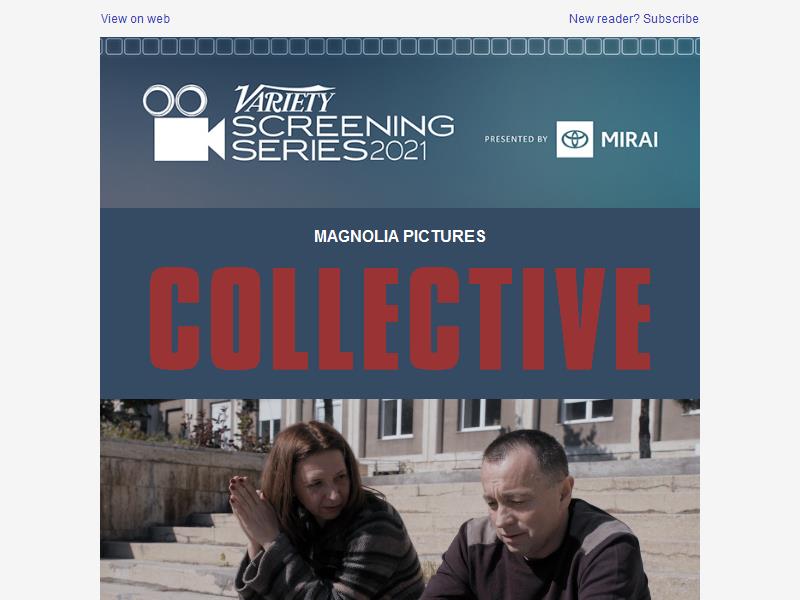 View on web
New reader? Subscribe
VARIETY
SCREENING
SERIES 2021
PRESENTED BY
MIRAI
MAGNOLIA PICTURES
COLLECTIVE